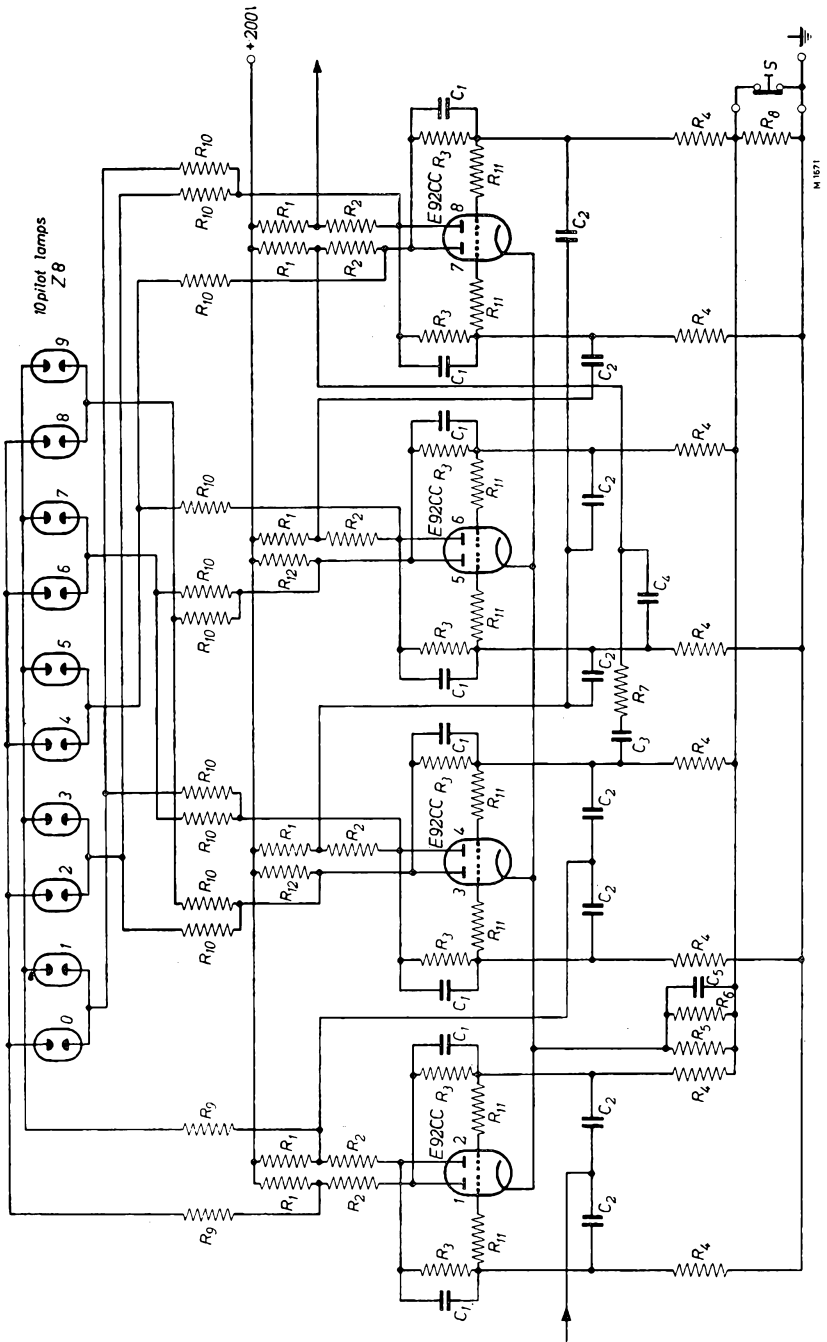 10 pilot lamps
Z8
0 1 2 3 4 5 6 7 8 9
R9 R9 R10 R10 R10 R10 R10 R10 R10 R10 R10 R10 R10
+2001
R1 R1 R12 R1 R12 R1 R1 R1
R2 R2 R2 R2 R2 R2
C1 R3 E92CC R3 C1
1 2
R11 R11
C1 R3 E92CC R3 C1
3 4
R11 R11
C1 R3 E92CC R3 C1
5 6
R11 R11
C1 R3 E92CC R3 C1
7 8
R11 R11
C2 C2 C2 C2 C2 C2 C2 C2
C3 R7 C4
R4 R4 R5 R6 C5 R4 R4 R4 R4 R4 R4
R8 S
M 1671